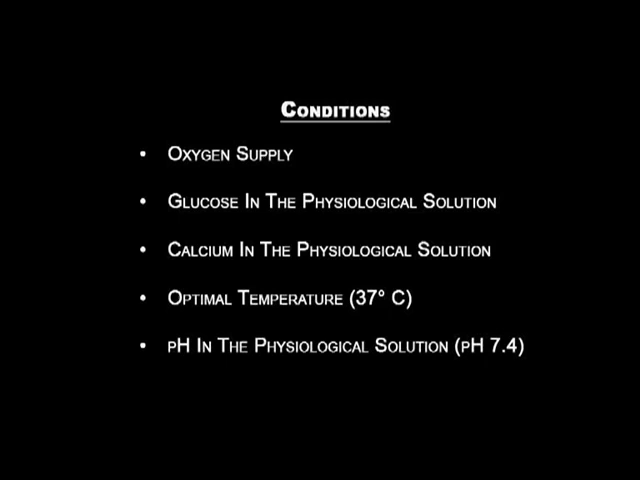 CONDITIONS
• OXYGEN SUPPLY
• GLUCOSE IN THE PHYSIOLOGICAL SOLUTION
• CALCIUM IN THE PHYSIOLOGICAL SOLUTION
• OPTIMAL TEMPERATURE (37° C)
• PH IN THE PHYSIOLOGICAL SOLUTION (PH 7.4)